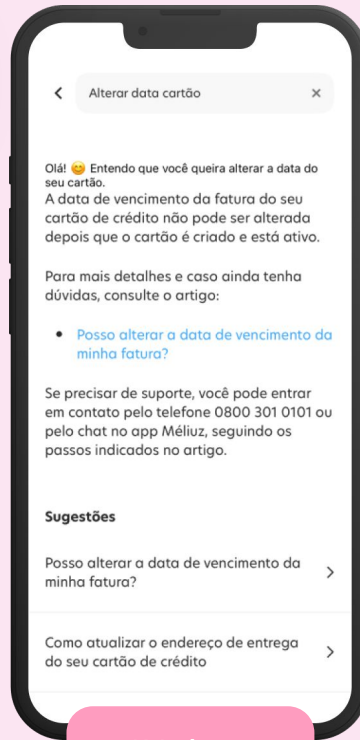 Alterar data cartão
Olá! 😊 Entendo que você queira alterar a data do
seu cartão.
A data de vencimento da fatura do seu
cartão de crédito não pode ser alterada
depois que o cartão é criado e está ativo.
Para mais detalhes e caso ainda tenha
dúvidas, consulte o artigo:
• Posso alterar a data de vencimento da
minha fatura?
Se precisar de suporte, você pode entrar
em contato pelo telefone 0800 301 0101 ou
pelo chat no app Méliuz, seguindo os
passos indicados no artigo.
Sugestões
Posso alterar a data de vencimento da
minha fatura?
Como atualizar o endereço de entrega
do seu cartão de crédito